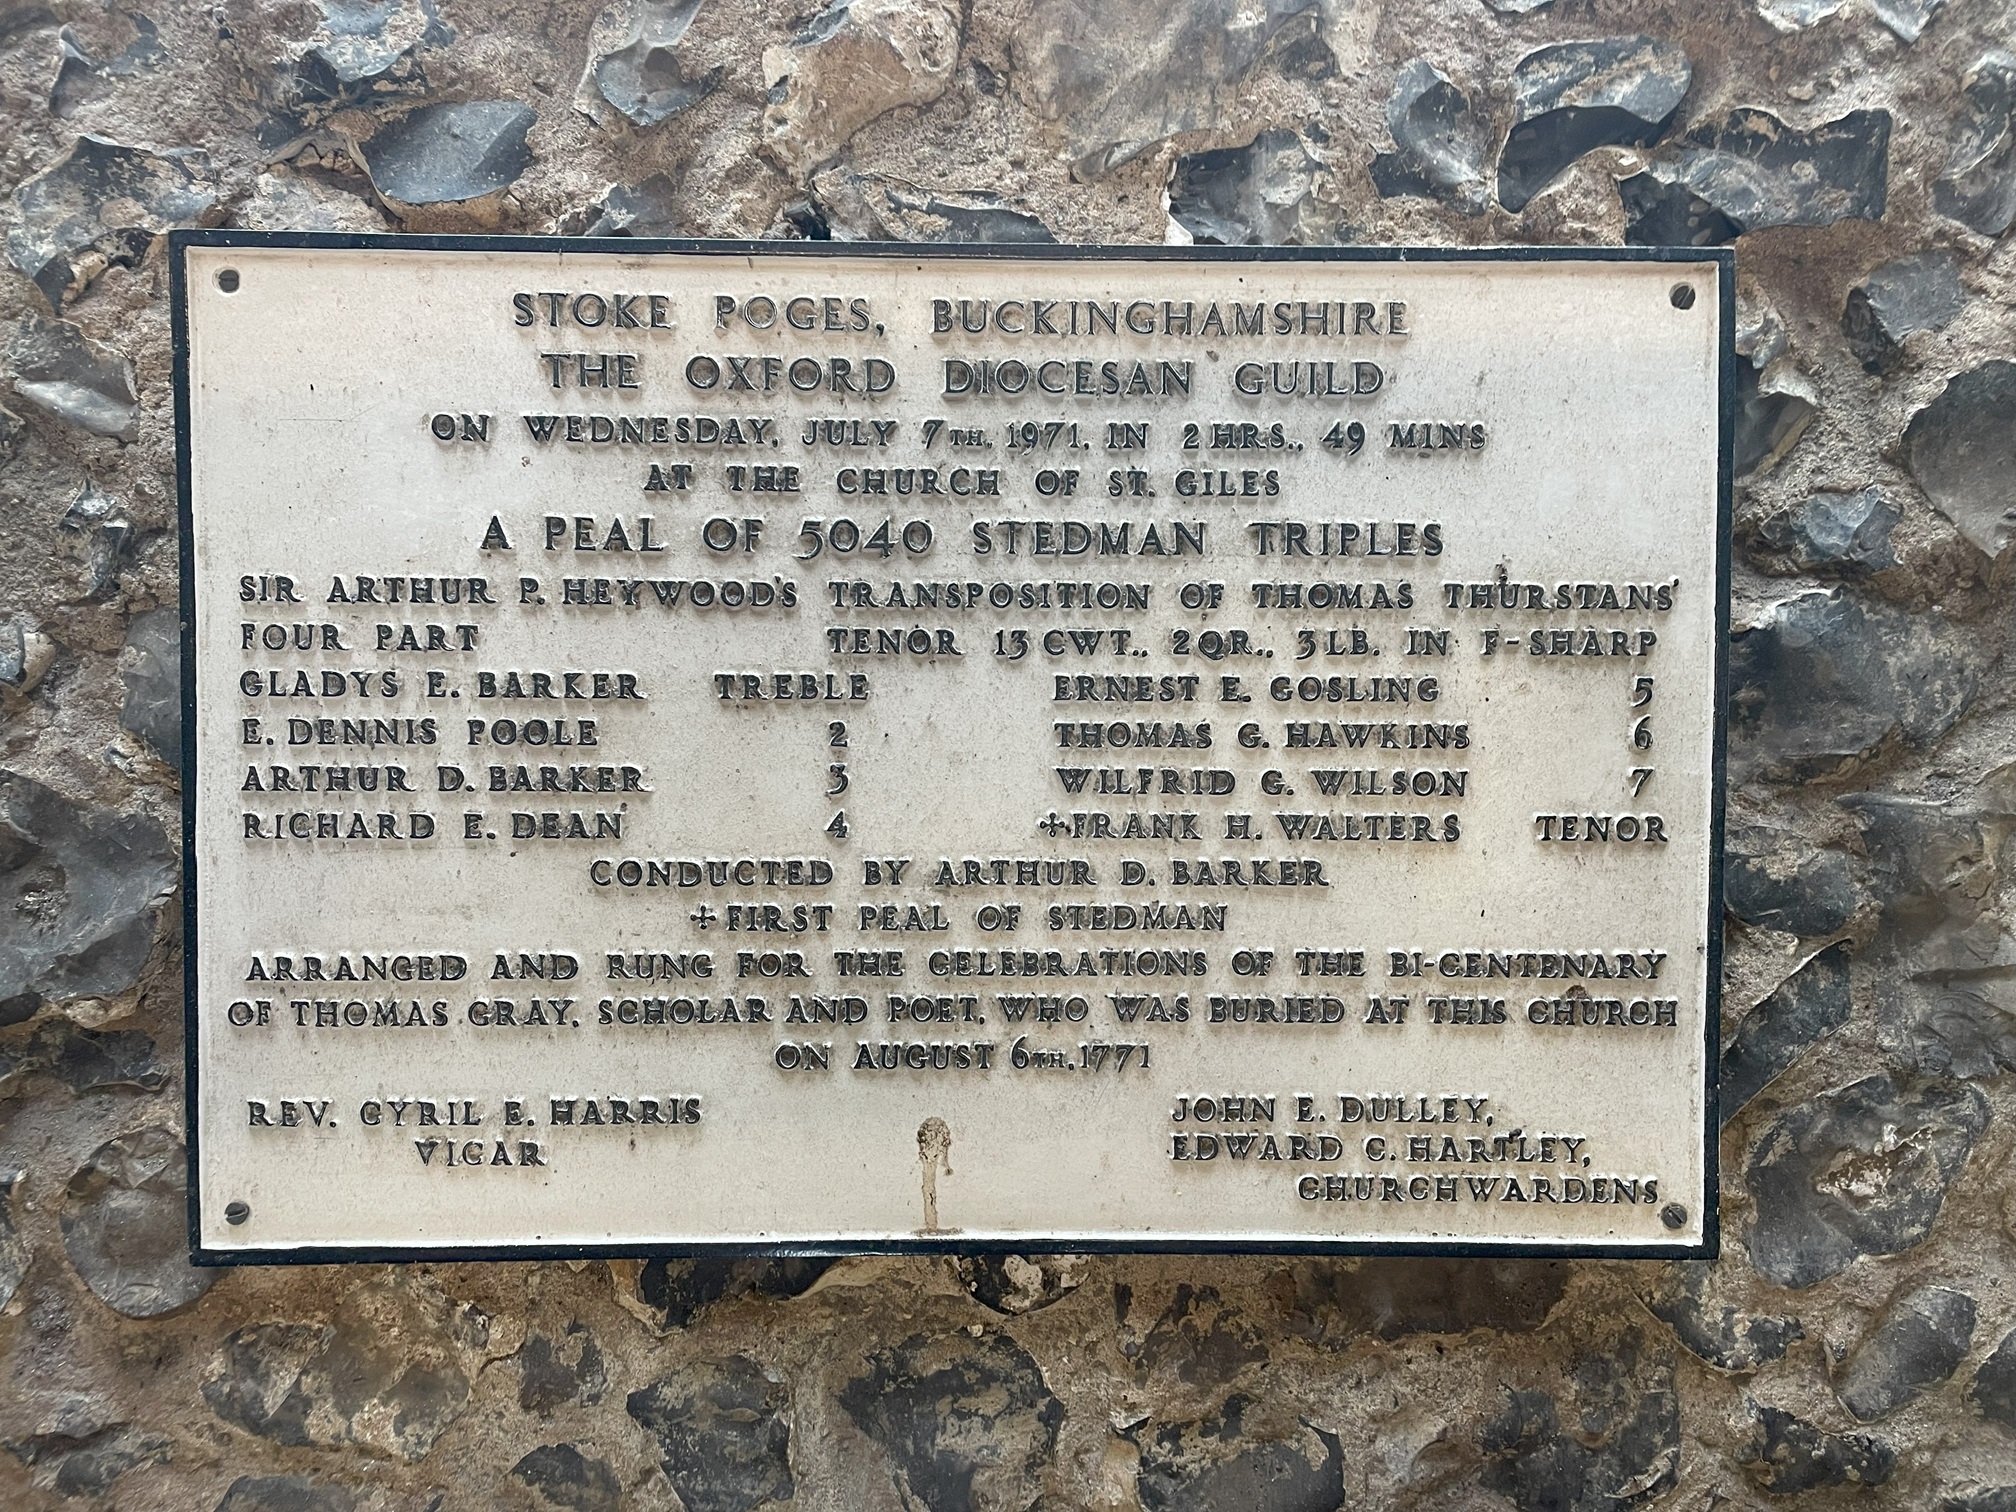 STOKE POGES, BUCKINGHAMSHIRE
THE OXFORD DIOCESAN GUILD
ON WEDNESDAY, JULY 7TH, 1971, IN 2 HRS., 49 MINS
AT THE CHURCH OF ST. GILES
A PEAL OF 5040 STEDMAN TRIPLES
SIR ARTHUR P. HEYWOOD'S TRANSPOSITION OF THOMAS THURSTANS'
FOUR PART TENOR 13 CWT., 2 QR., 3 LB. IN F-SHARP
GLADYS E. BARKER TREBLE ERNEST E. GOSLING 5
E. DENNIS POOLE 2 THOMAS G. HAWKINS 6
ARTHUR D. BARKER 3 WILFRID G. WILSON 7
RICHARD E. DEAN 4 ✢FRANK H. WALTERS TENOR
CONDUCTED BY ARTHUR D. BARKER
✢FIRST PEAL OF STEDMAN
ARRANGED AND RUNG FOR THE CELEBRATIONS OF THE BI-CENTENARY
OF THOMAS GRAY, SCHOLAR AND POET, WHO WAS BURIED AT THIS CHURCH
ON AUGUST 6TH, 1771
REV. CYRIL E. HARRIS
VICAR
JOHN E. DULLEY,
EDWARD C. HARTLEY,
CHURCHWARDENS